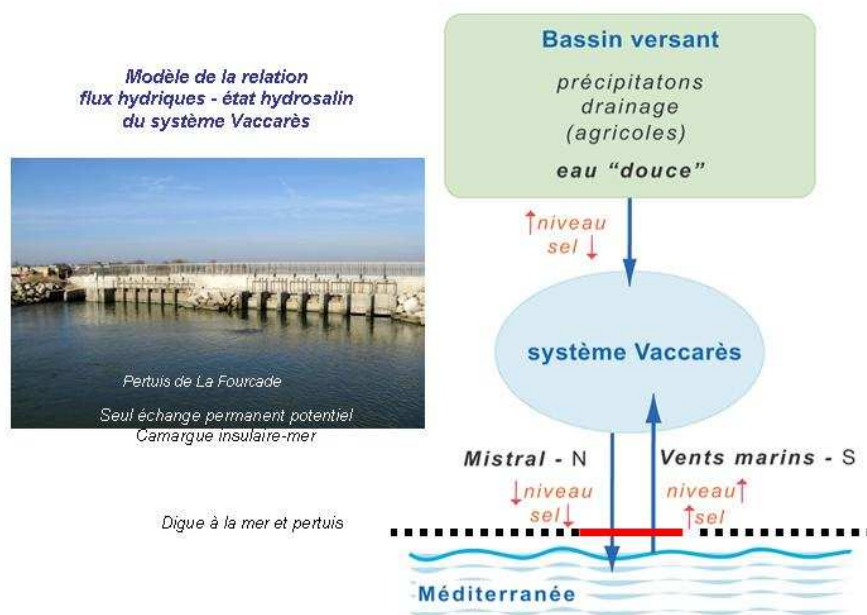 Modèle de la relation
flux hydriques - état hydrosalin
du système Vaccarès
Pertuis de La Fourcade
Seul échange permanent potentiel
Camargue insulaire-mer
Digue à la mer et pertuis
Bassin versant
précipitatons
drainage
(agricoles)
eau “douce”
↑niveau
sel ↓
système Vaccarès
Mistral - N
↓niveau
sel↓
Vents marins - S
niveau↑
↑sel
Méditerranée